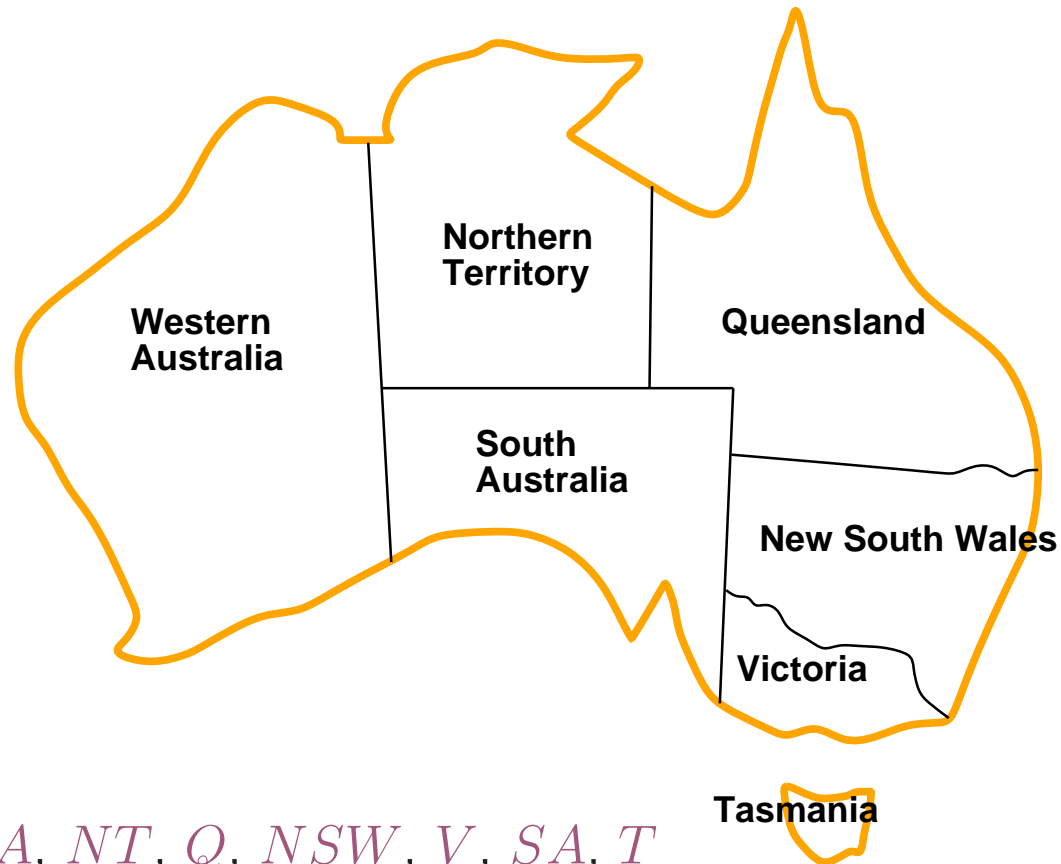 Northern
Territory
Western
Australia
Queensland
South
Australia
New South Wales
Victoria
Tasmania
A, NT, Q, NSW, V, SA, T